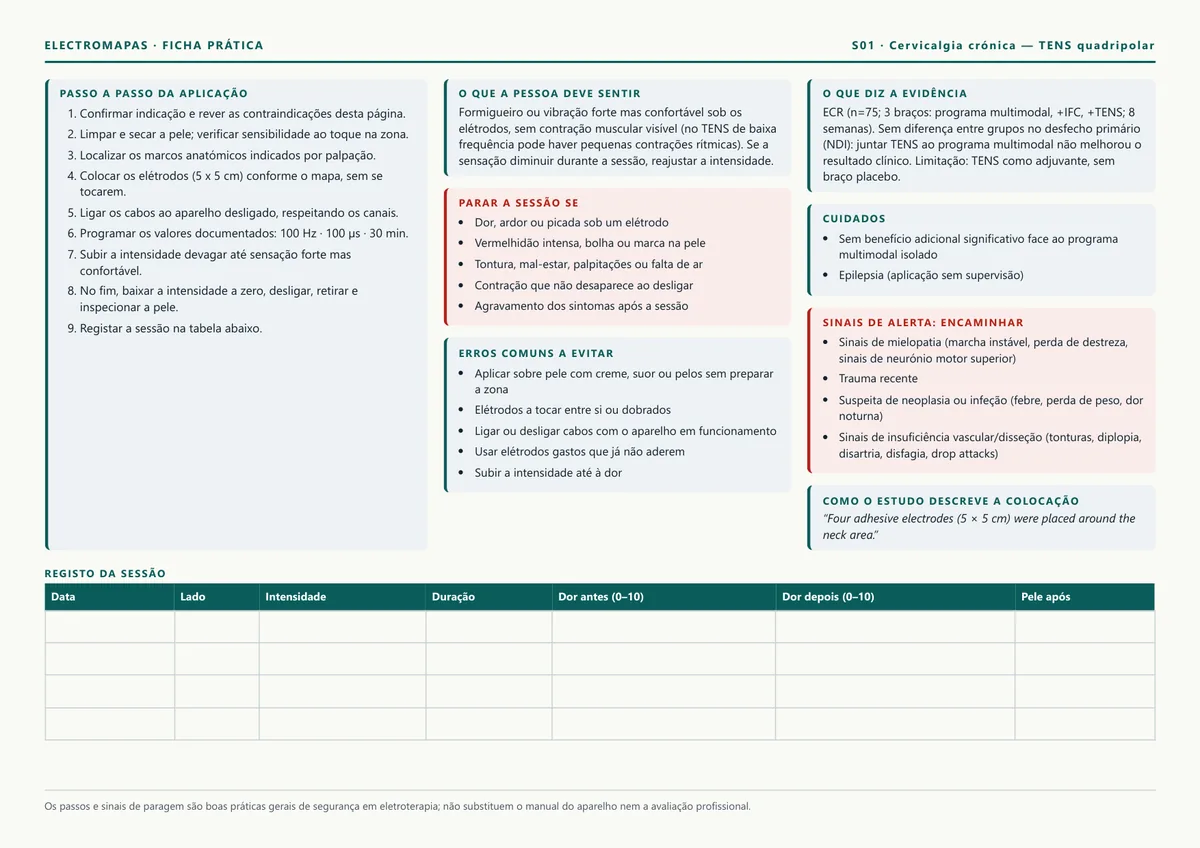 ELECTROMAPAS · FICHA PRÁTICA
S01 · Cervicalgia crónica — TENS quadripolar
PASSO A PASSO DA APLICAÇÃO
1. Confirmar indicação e rever as contraindicações desta página.
2. Limpar e secar a pele; verificar sensibilidade ao toque na zona.
3. Localizar os marcos anatómicos indicados por palpação.
4. Colocar os elétrodos (5 x 5 cm) conforme o mapa, sem se
tocarem.
5. Ligar os cabos ao aparelho desligado, respeitando os canais.
6. Programar os valores documentados: 100 Hz · 100 µs · 30 min.
7. Subir a intensidade devagar até sensação forte mas
confortável.
8. No fim, baixar a intensidade a zero, desligar, retirar e
inspecionar a pele.
9. Registar a sessão na tabela abaixo.
O QUE A PESSOA DEVE SENTIR
Formigueiro ou vibração forte mas confortável sob os
elétrodos, sem contração muscular visível (no TENS de baixa
frequência pode haver pequenas contrações rítmicas). Se a
sensação diminuir durante a sessão, reajustar a intensidade.
PARAR A SESSÃO SE
• Dor, ardor ou picada sob um elétrodo
• Vermelhidão intensa, bolha ou marca na pele
• Tontura, mal-estar, palpitações ou falta de ar
• Contração que não desaparece ao desligar
• Agravamento dos sintomas após a sessão
ERROS COMUNS A EVITAR
• Aplicar sobre pele com creme, suor ou pelos sem preparar
a zona
• Elétrodos a tocar entre si ou dobrados
• Ligar ou desligar cabos com o aparelho em funcionamento
• Usar elétrodos gastos que já não aderem
• Subir a intensidade até à dor
O QUE DIZ A EVIDÊNCIA
ECR (n=75; 3 braços: programa multimodal, +IFC, +TENS; 8
semanas). Sem diferença entre grupos no desfecho primário
(NDI): juntar TENS ao programa multimodal não melhorou o
resultado clínico. Limitação: TENS como adjuvante, sem
braço placebo.
CUIDADOS
• Sem benefício adicional significativo face ao programa
multimodal isolado
• Epilepsia (aplicação sem supervisão)
SINAIS DE ALERTA: ENCAMINHAR
• Sinais de mielopatia (marcha instável, perda de destreza,
sinais de neurónio motor superior)
• Trauma recente
• Suspeita de neoplasia ou infeção (febre, perda de peso, dor
noturna)
• Sinais de insuficiência vascular/disseção (tonturas, diplopia,
disartria, disfagia, drop attacks)
COMO O ESTUDO DESCREVE A COLOCAÇÃO
“Four adhesive electrodes (5 × 5 cm) were placed around the
neck area.”
REGISTO DA SESSÃO
Data Lado Intensidade Duração Dor antes (0–10) Dor depois (0–10) Pele após
Os passos e sinais de paragem são boas práticas gerais de segurança em eletroterapia; não substituem o manual do aparelho nem a avaliação profissional.